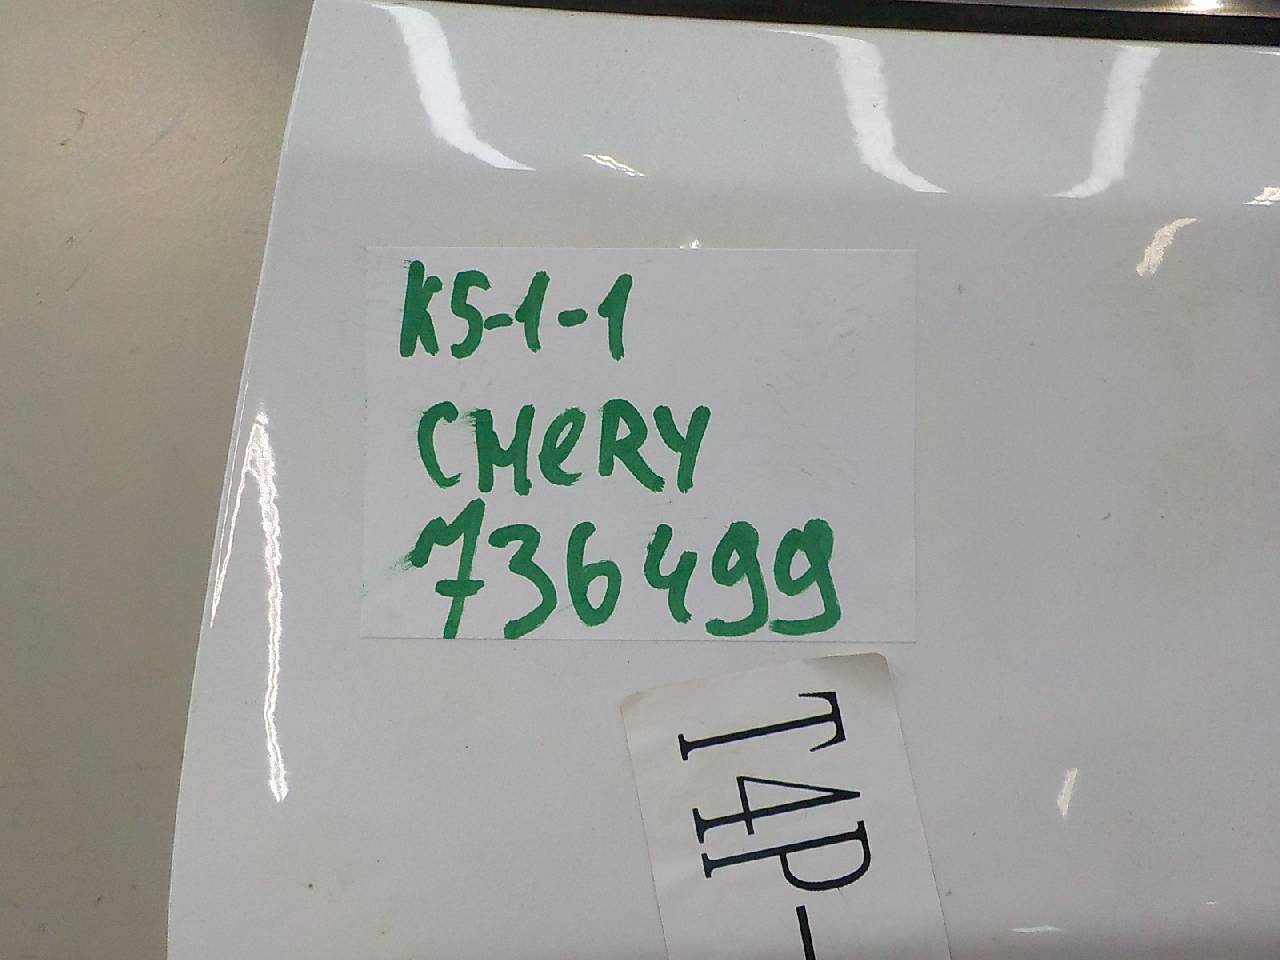 K5-1-1
CHeRY
736499
T4P-